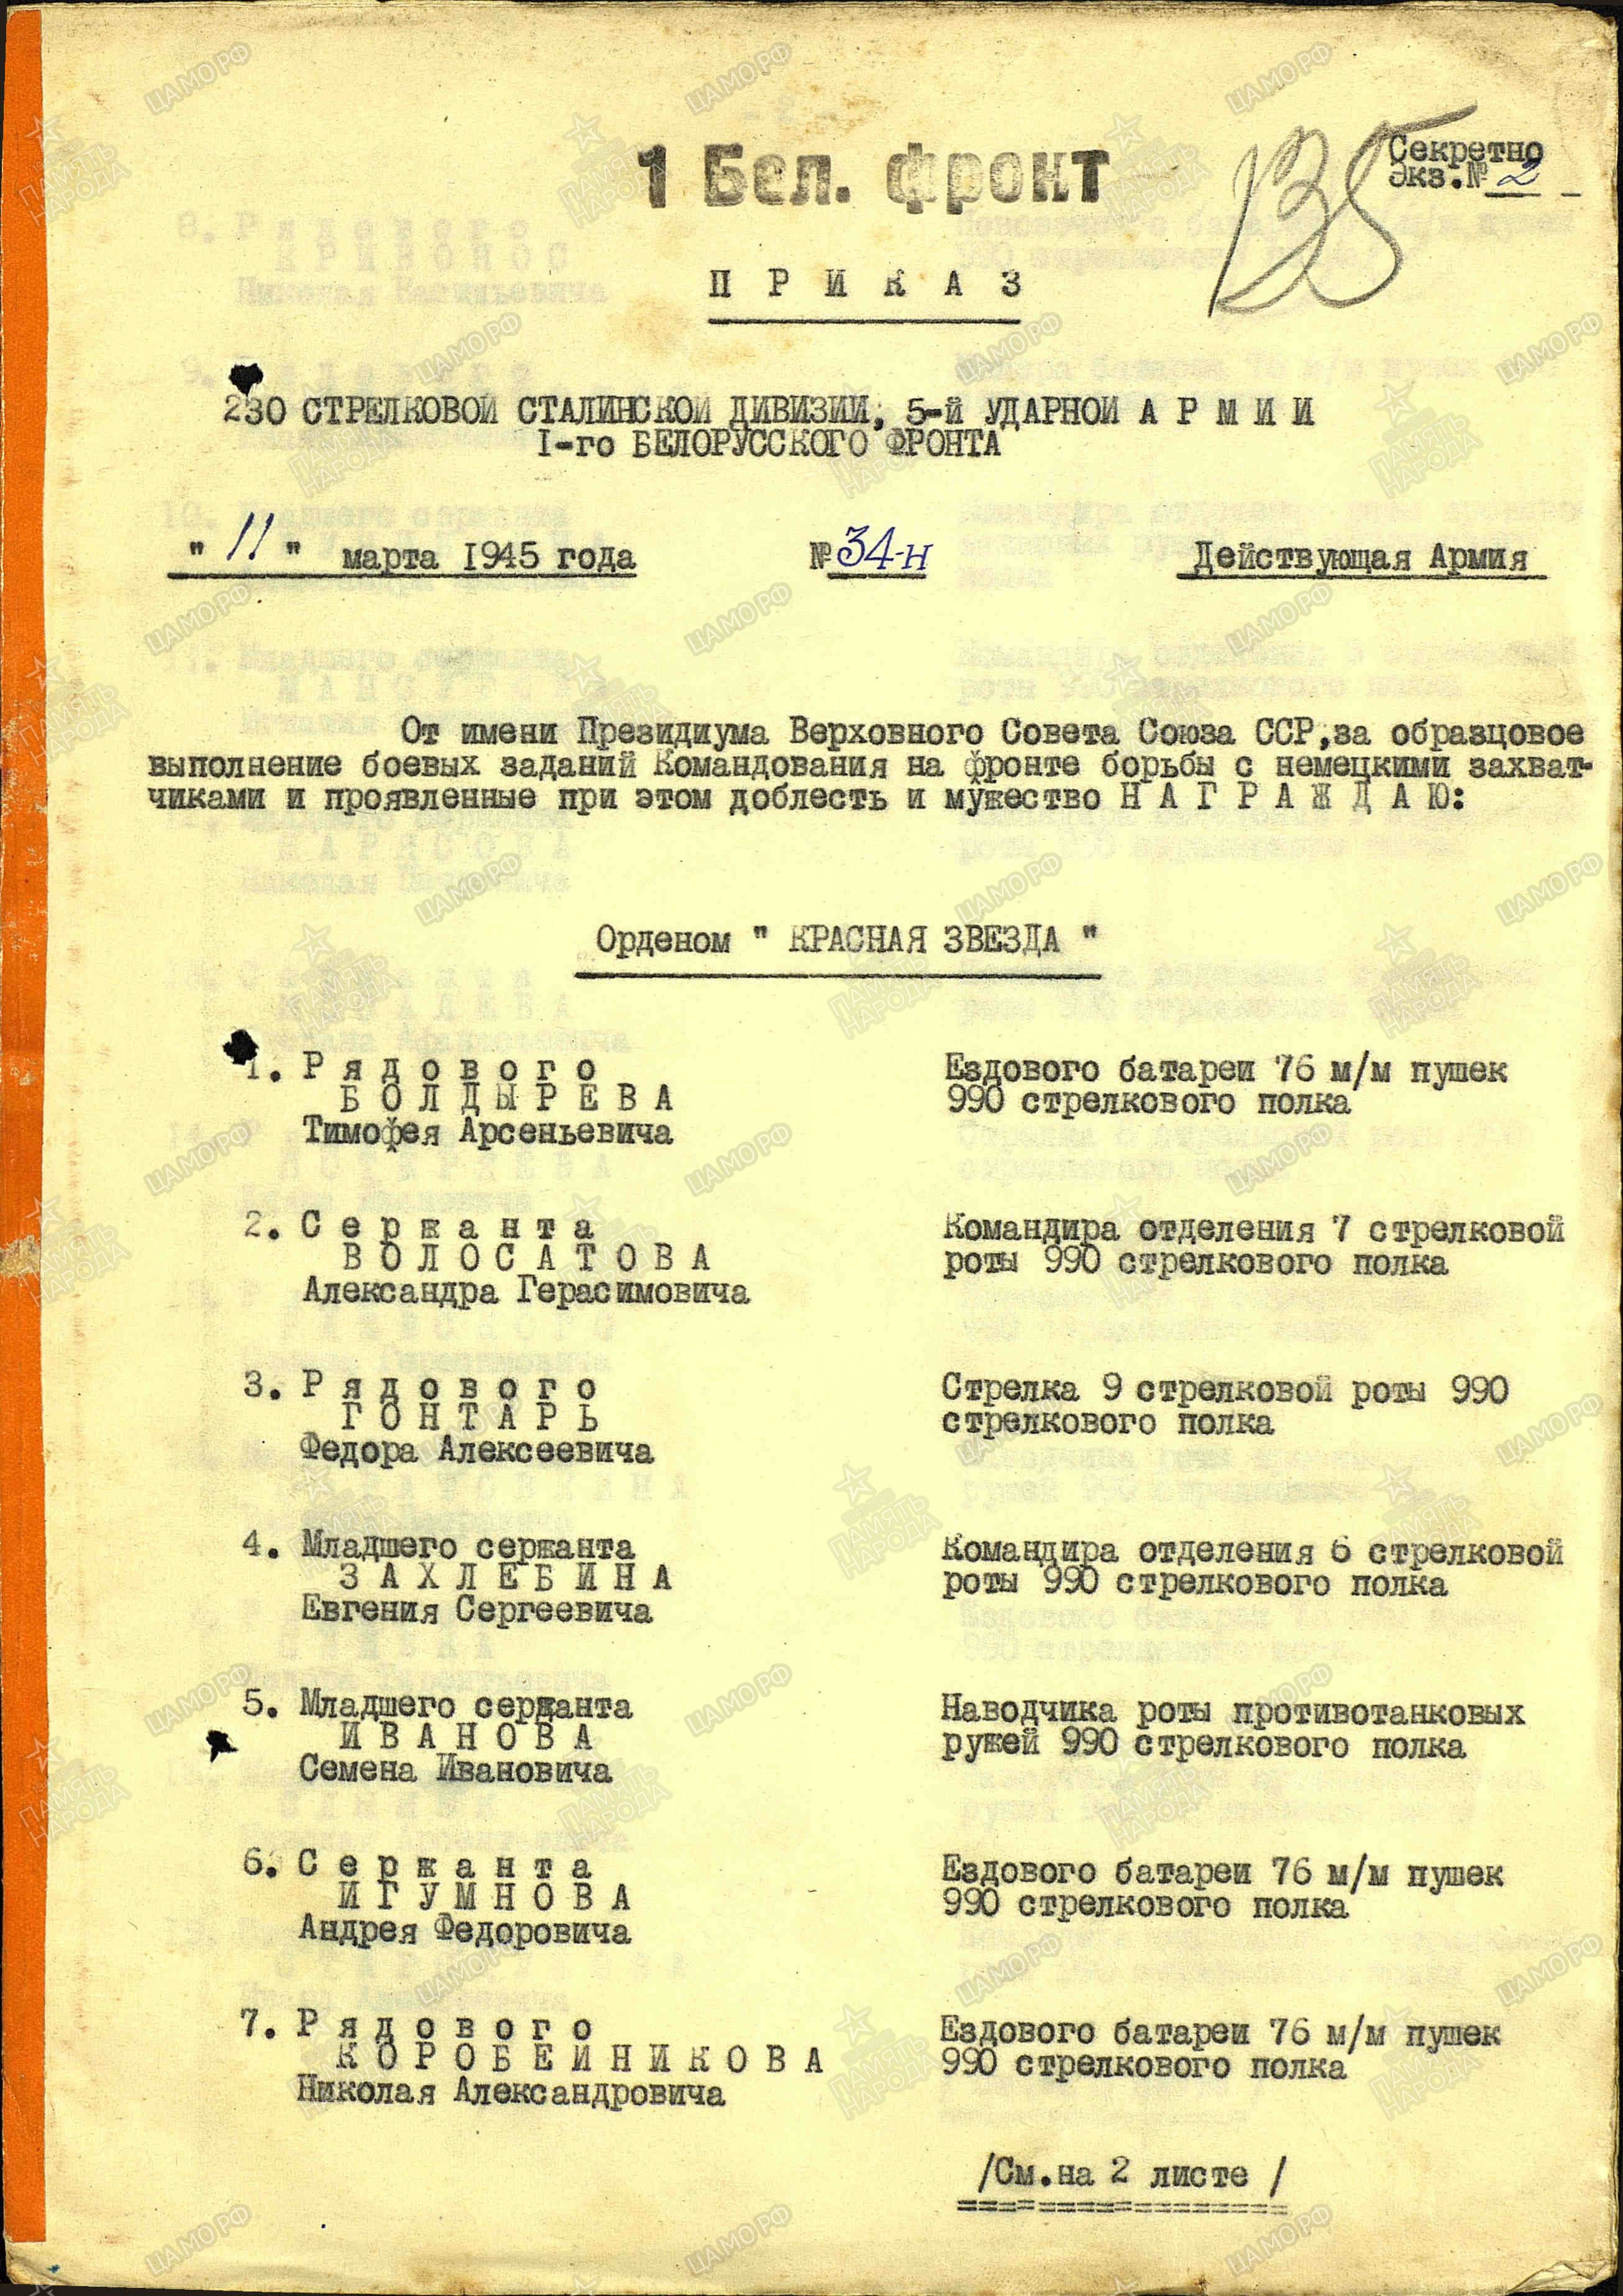 1 Бел. фронт
Секретно
Экз.№ 2
П Р И К А З
230 СТРЕЛКОВОЙ СТАЛИНСКОЙ ДИВИЗИИ, 5-й УДАРНОЙ А Р М И И
I-го БЕЛОРУССКОГО ФРОНТА
" 11 " марта 1945 года №34-н Действующая Армия
От имени Президиума Верховного Совета Союза ССР,за образцовое
выполнение боевых заданий Командования на фронте борьбы с немецкими захват-
чиками и проявленные при этом доблесть и мужество Н А Г Р А Ж Д А Ю:
Орденом " КРАСНАЯ ЗВЕЗДА "
1. Р я д о в о г о Ездового батареи 76 м/м пушек
Б О Л Д Ы Р Е В А 990 стрелкового полка
Тимофея Арсеньевича
2. С е р ж а н т а Командира отделения 7 стрелковой
В О Л О С А Т О В А роты 990 стрелкового полка
Александра Герасимовича
3. Р я д о в о г о Стрелка 9 стрелковой роты 990
Г О Н Т А Р Ь стрелкового полка
Федора Алексеевича
4. Младшего сержанта Командира отделения 6 стрелковой
З А Х Л Е Б И Н А роты 990 стрелкового полка
Евгения Сергеевича
5. Младшего сержанта Наводчика роты противотанковых
И В А Н О В А ружей 990 стрелкового полка
Семена Ивановича
6. С е р ж а н т а Ездового батареи 76 м/м пушек
И Г У М Н О В А 990 стрелкового полка
Андрея Федоровича
7. Р я д о в о г о Ездового батареи 76 м/м пушек
К О Р О Б Е Й Н И К О В А 990 стрелкового полка
Николая Александровича
/См.на 2 листе /